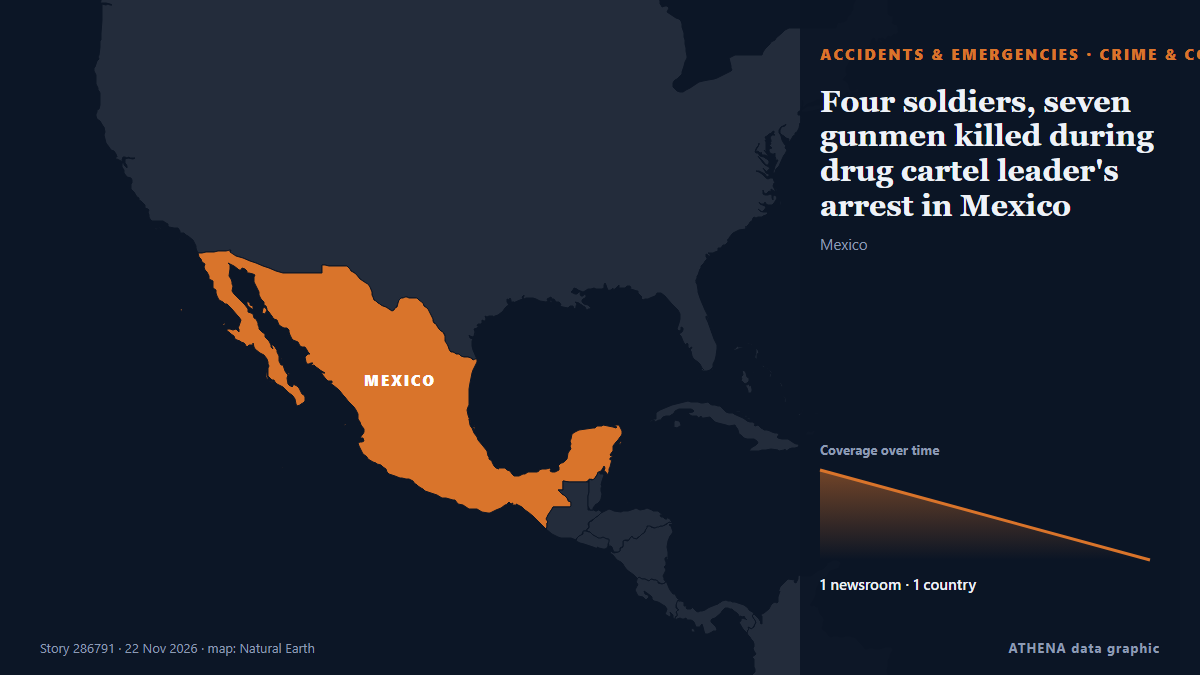 ACCIDENTS & EMERGENCIES · CRIME & C
Four soldiers, seven
gunmen killed during
drug cartel leader's
arrest in Mexico
Mexico
MEXICO
Coverage over time
1 newsroom · 1 country
Story 286791 · 22 Nov 2026 · map: Natural Earth
ATHENA data graphic